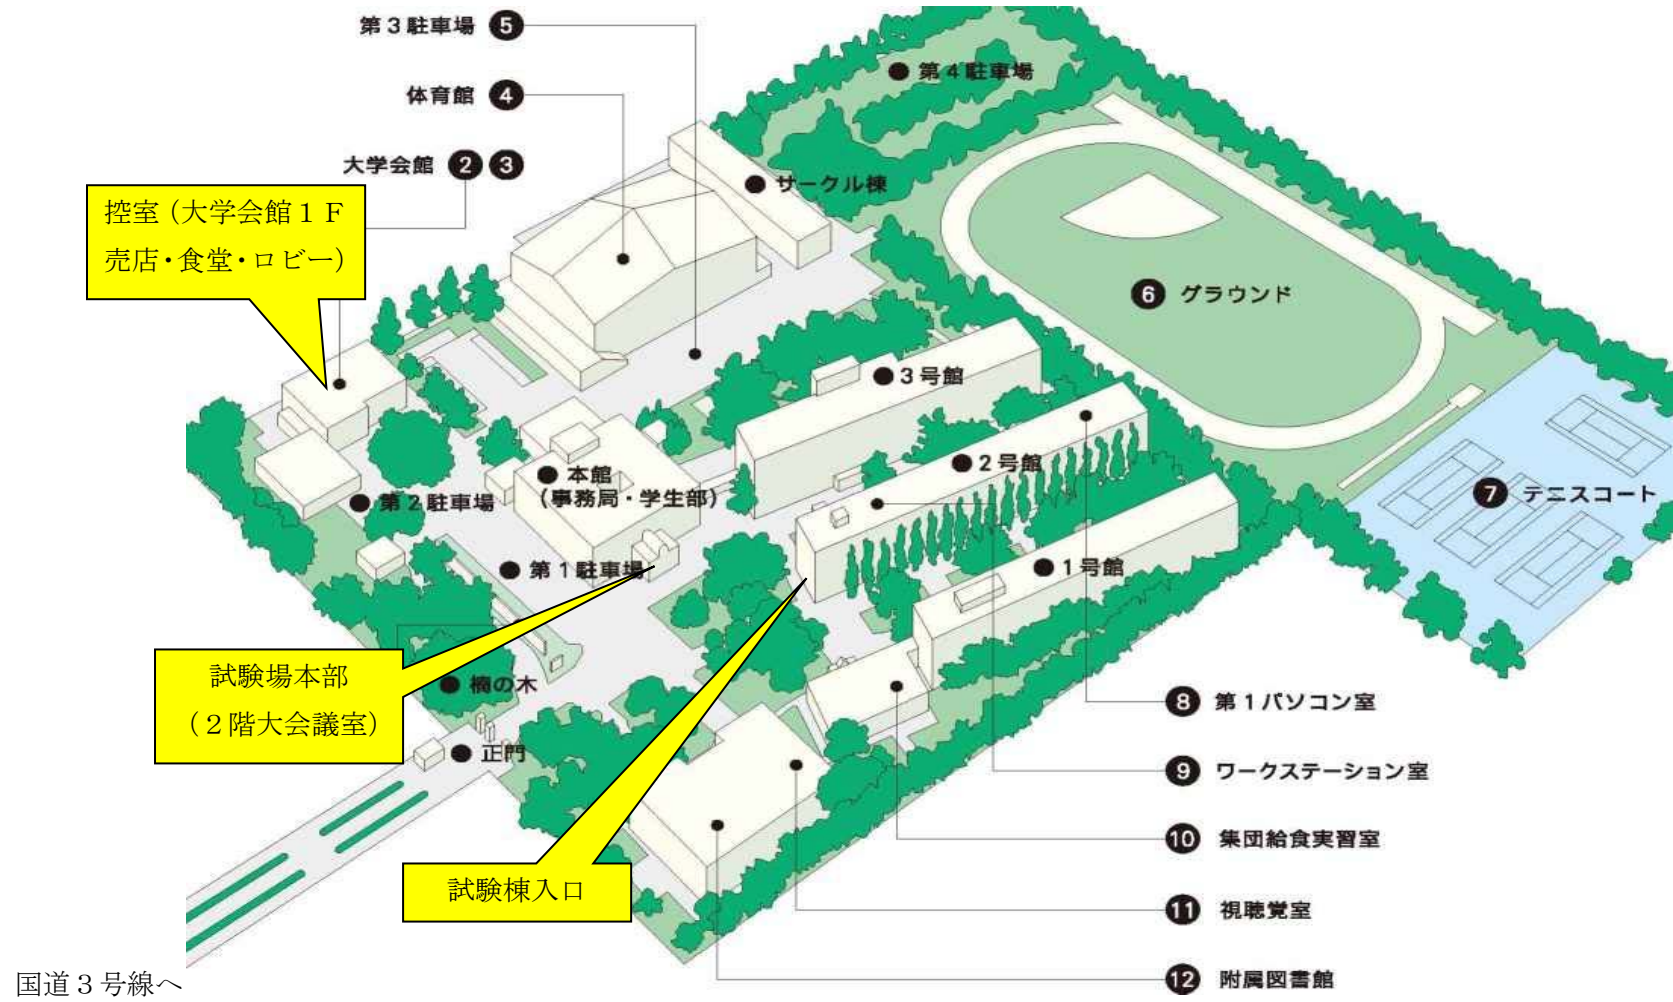 第３駐車場 5
体育館 4
大学会館 2 3
控室（大学会館１Ｆ
売店・食堂・ロビー）
第４駐車場
サークル棟
6 グラウンド
3号館
2号館
1号館
本館
（事務局・学生部）
第２駐車場
第１駐車場
7 テニスコート
試験場本部
（２階大会議室）
楠の木
正門
試験棟入口
8 第１パソコン室
9 ワークステーション室
10 集団給食実習室
11 視聴覚室
12 附属図書館
国道３号線へ